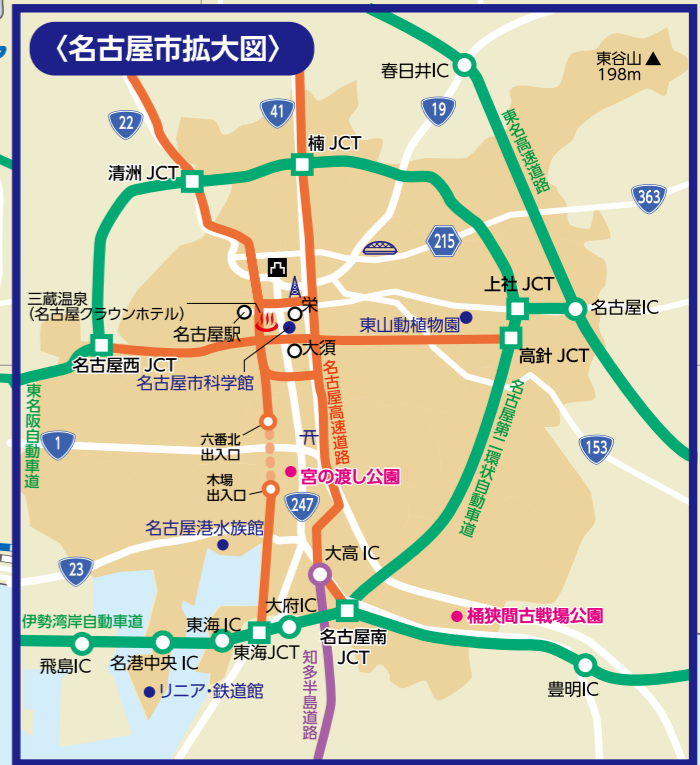 〈名古屋市拡大図〉
東谷山▲
198m
春日井IC
22
41
19
東名高速道路
楠 JCT
清洲 JCT
363
215
上社 JCT
三蔵温泉
(名古屋クラウンホテル)
栄
名古屋IC
名古屋駅
東山動植物園
大須
高針 JCT
名古屋西 JCT
名古屋市科学館
名古屋高速道路
東名阪自動車道
名古屋第二環状自動車道
六番北
出入口
1
153
木場
出入口
宮の渡し公園
247
名古屋港水族館
大高 IC
23
大府IC
桶狭間古戦場公園
伊勢湾岸自動車道
東海 IC
名古屋南
JCT
東海JCT
飛島IC
名港中央 IC
知多半島道路
豊明IC
リニア・鉄道館